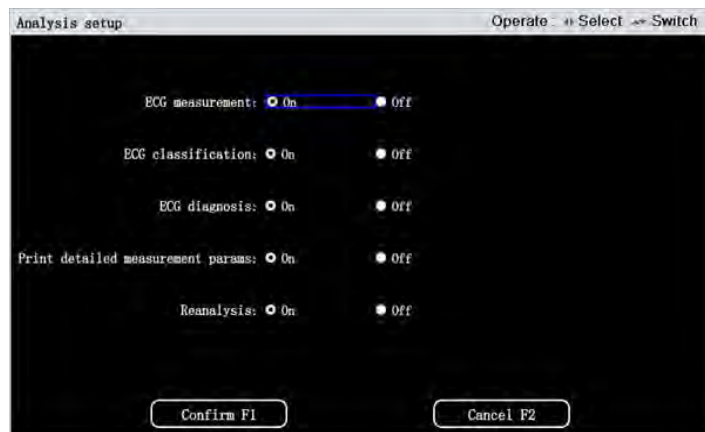 Analysis setup Operate: Select Switch
ECG measurement: On Off
ECG classification: On Off
ECG diagnosis: On Off
Print detailed measurement params: On Off
Reanalysis: On Off
Confirm F1 Cancel F2